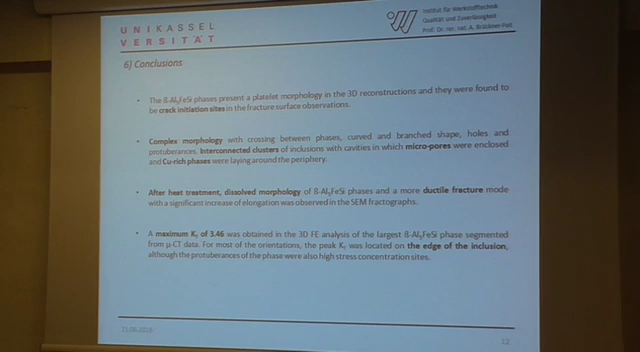 UNIKASSEL
VERSITÄT
Institut für Werkstofftechnik
Qualität und Zuverlässigkeit
Prof. Dr. rer. nat. A. Brückner-Foit
6) Conclusions
• The ß-Al5FeSi phases present a platelet morphology in the 3D reconstructions and they were found to
be crack initiation sites in the fracture surface observations.
• Complex morphology with crossing between phases, curved and branched shape, holes and
protuberances. Interconnected clusters of inclusions with cavities in which micro-pores were enclosed
and Cu-rich phases were laying around the periphery.
• After heat treatment, dissolved morphology of ß-Al5FeSi phases and a more ductile fracture mode
with a significant increase of elongation was observed in the SEM fractographs.
• A maximum Kt of 3.46 was obtained in the 3D FE analysis of the largest ß-Al5FeSi phase segmented
from µ-CT data. For most of the orientations, the peak Kt was located on the edge of the inclusion,
although the protuberances of the phase were also high stress concentration sites.
12